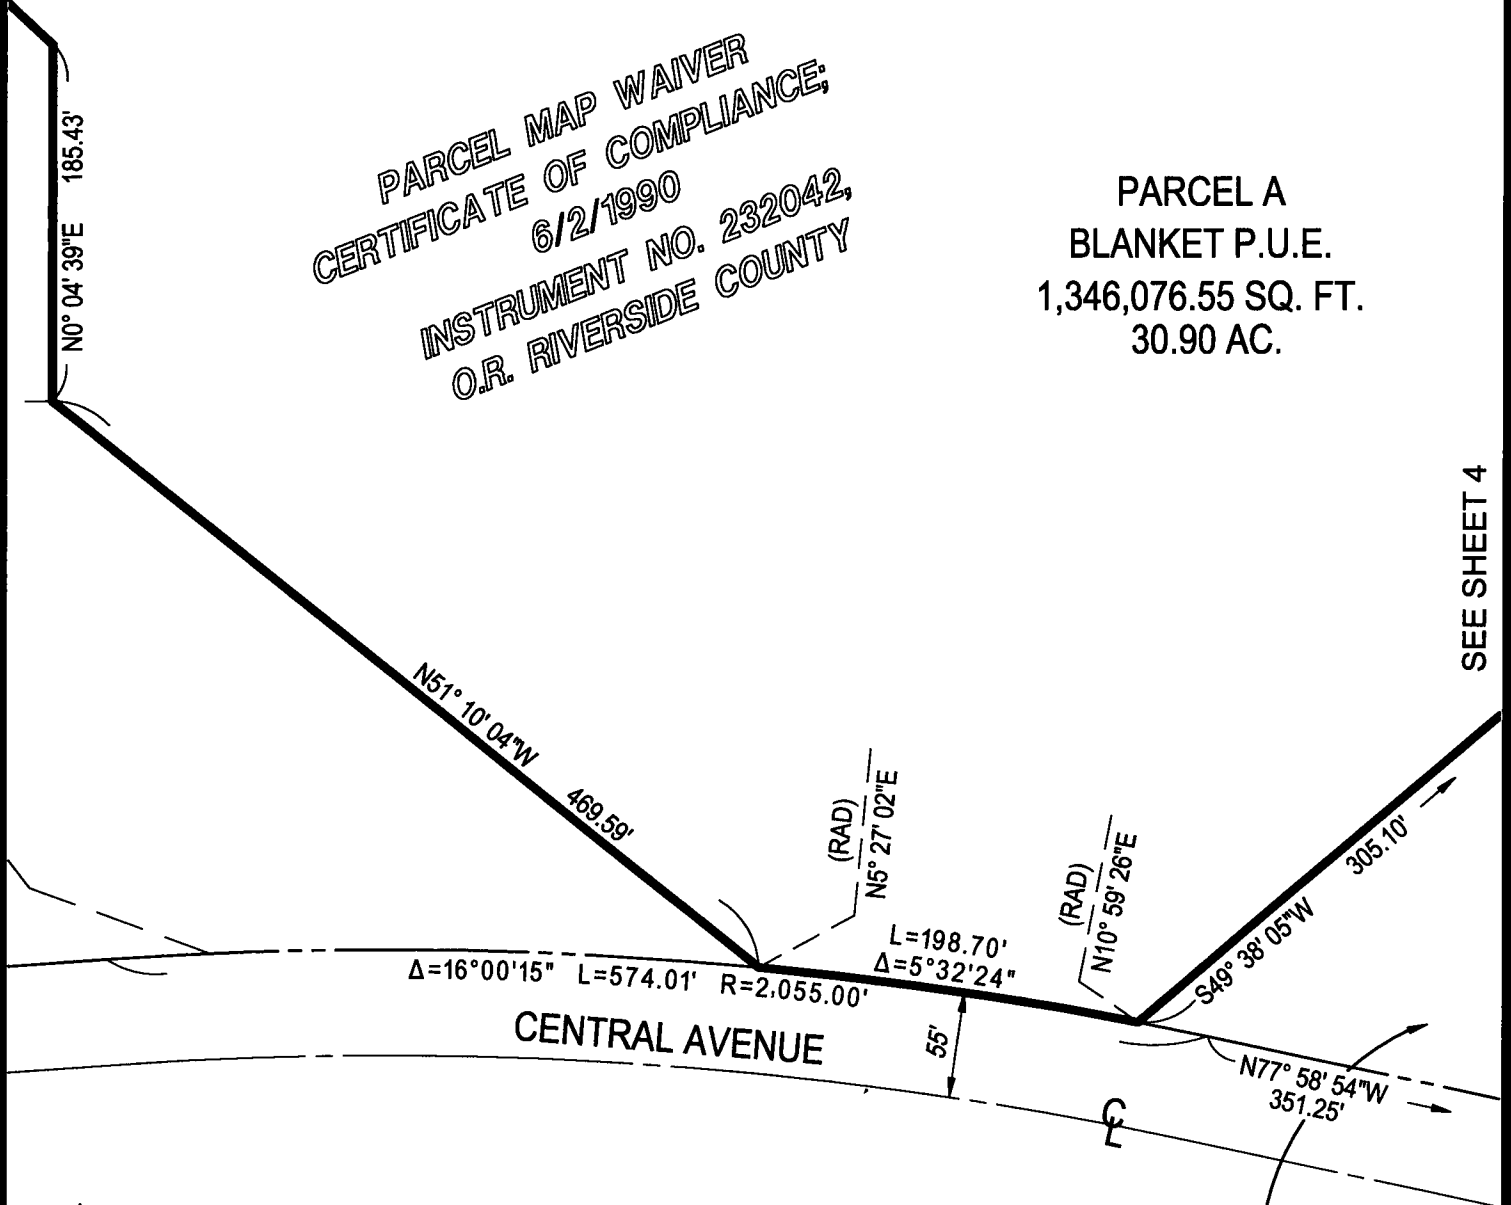 PARCEL MAP WAIVER
CERTIFICATE OF COMPLIANCE;
6/2/1990
INSTRUMENT NO. 232042,
O.R. RIVERSIDE COUNTY
PARCEL A
BLANKET P.U.E.
1,346,076.55 SQ. FT.
30.90 AC.
N0° 04' 39"E 185.43'
SEE SHEET 4
N51° 10' 04"W 469.59'
(RAD)
N5° 27' 02"E
(RAD)
N10° 59' 26"E
L=198.70'
Δ=5°32'24"
S49° 38' 05"W 305.10'
Δ=16°00'15" L=574.01' R=2,055.00'
CENTRAL AVENUE
55'
N77° 58' 54"W
351.25'
CL